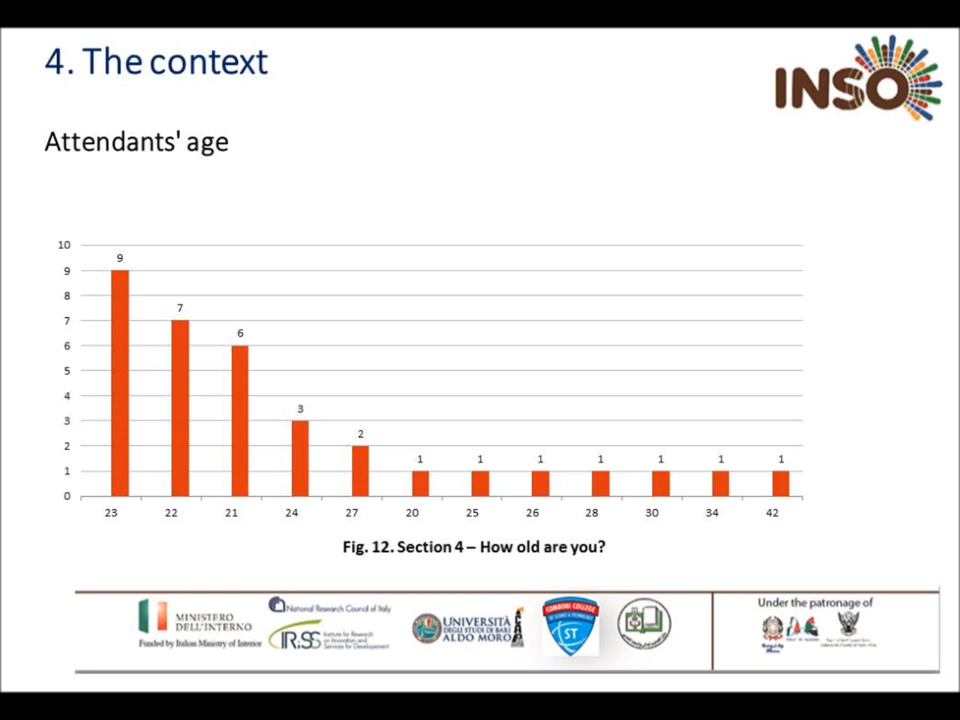 4. The context
INSO
Attendants' age
10
9
8
7
6
5
4
3
2
1
0
9
7
6
3
2
1
1
1
1
1
1
1
23 22 21 24 27 20 25 26 28 30 34 42
Fig. 12. Section 4 – How old are you?
MINISTERO
DELL'INTERNO
Funded by Italian Ministry of Interior
National Research Council of Italy
IRISS
Institute for Research
on Innovation and
Services for Development
UNIVERSITÀ
DEGLI STUDI DI BARI
ALDO MORO
COMBONI COLLEGE
OF SCIENCE & TECHNOLOGY
ST
Under the patronage of